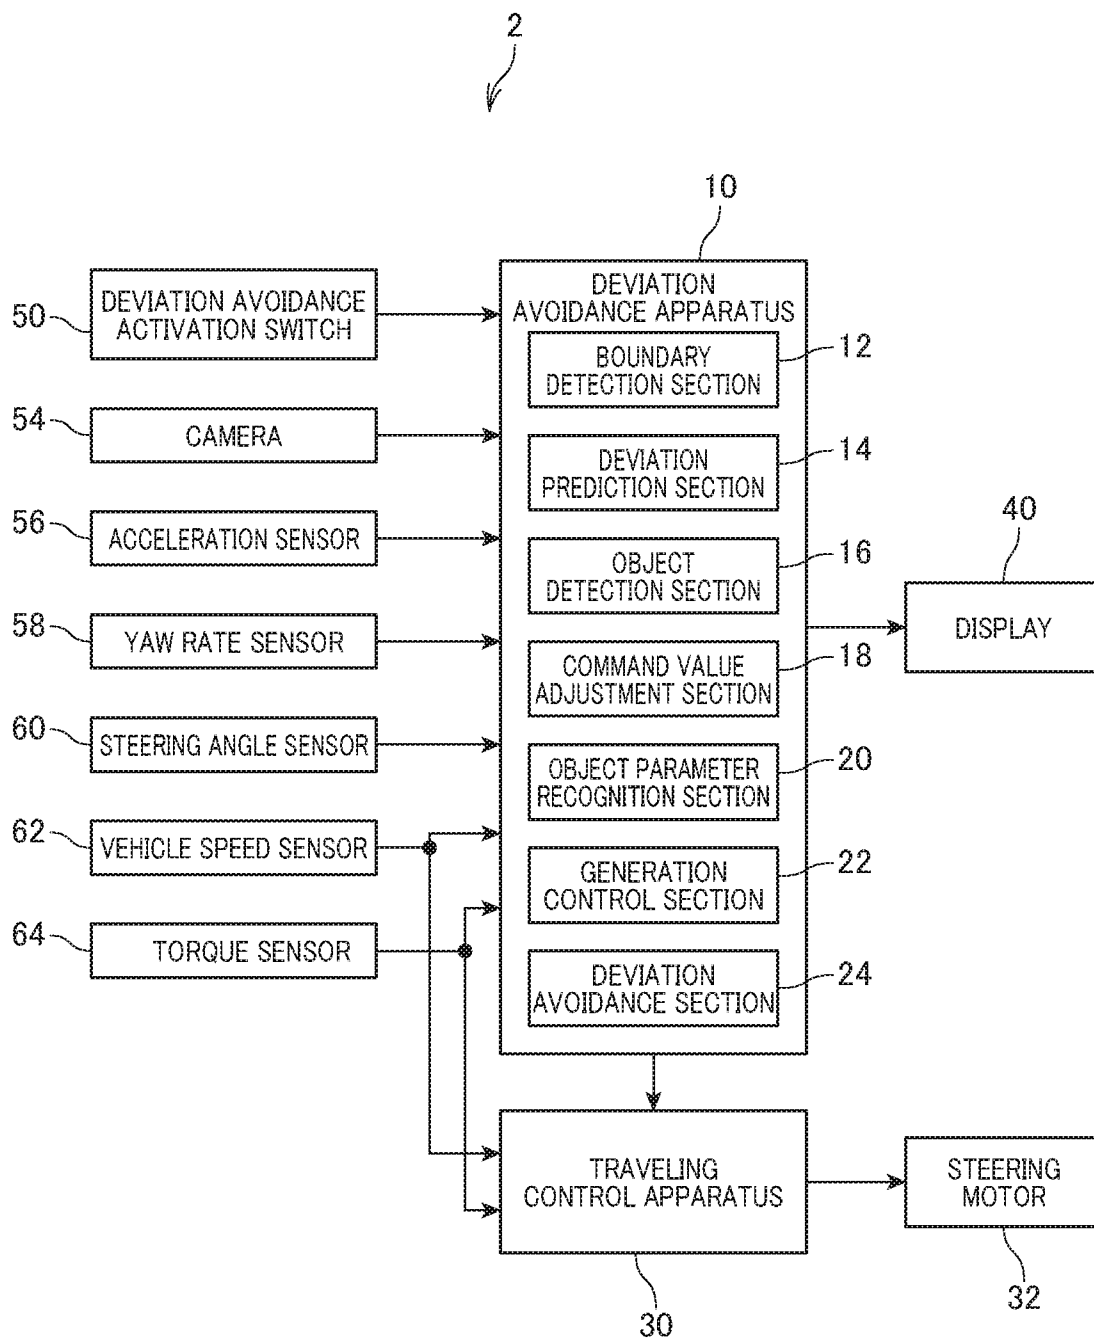 2
10
DEVIATION
AVOIDANCE APPARATUS
50
DEVIATION AVOIDANCE
ACTIVATION SWITCH
BOUNDARY
DETECTION SECTION
12
54
CAMERA
DEVIATION
PREDICTION SECTION
14
56
ACCELERATION SENSOR
OBJECT
DETECTION SECTION
16
40
DISPLAY
58
YAW RATE SENSOR
COMMAND VALUE
ADJUSTMENT SECTION
18
60
STEERING ANGLE SENSOR
OBJECT PARAMETER
RECOGNITION SECTION
20
62
VEHICLE SPEED SENSOR
GENERATION
CONTROL SECTION
22
64
TORQUE SENSOR
DEVIATION
AVOIDANCE SECTION
24
TRAVELING
CONTROL APPARATUS
30
STEERING
MOTOR
32